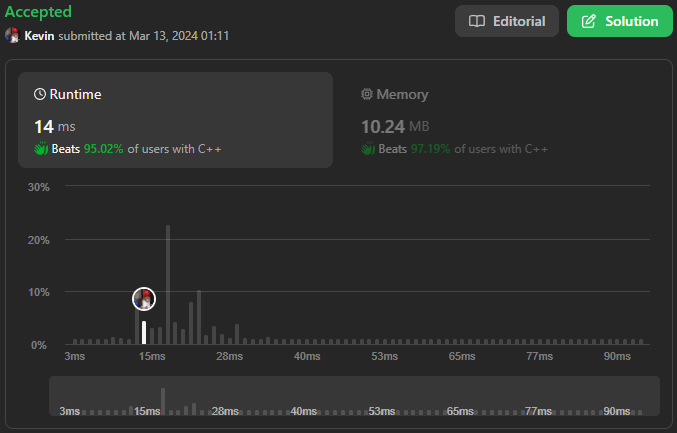 Accepted
Editorial
Solution
Kevin submitted at Mar 13, 2024 01:11
Runtime
Memory
14 ms
10.24 MB
Beats 95.02% of users with C++
Beats 97.19% of users with C++
30%
20%
10%
0%
3ms 15ms 28ms 40ms 53ms 65ms 77ms 90ms
3ms 15ms 28ms 40ms 53ms 65ms 77ms 90ms